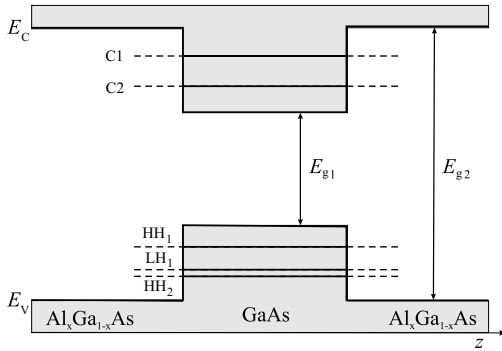 E_C
C1
C2
E_g1
E_g2
HH_1
LH_1
HH_2
E_V
Al_xGa_1-xAs
GaAs
Al_xGa_1-xAs
z